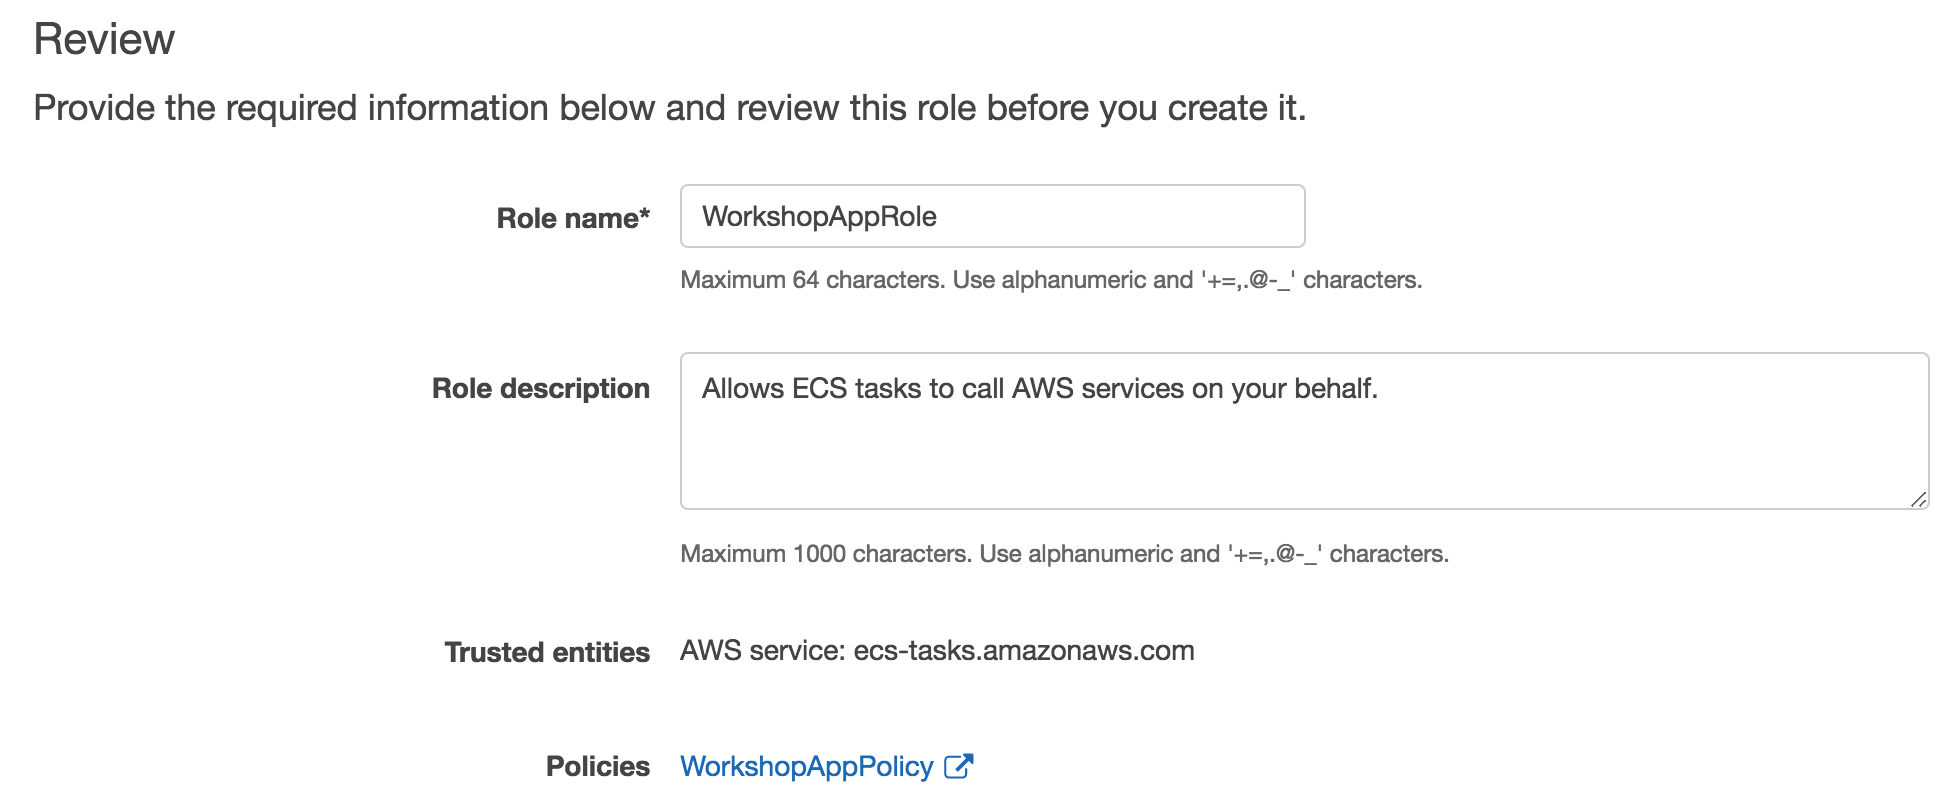 Review
Provide the required information below and review this role before you create it.
Role name* WorkshopAppRole
Maximum 64 characters. Use alphanumeric and '+=,.@-_' characters.
Role description Allows ECS tasks to call AWS services on your behalf.
Maximum 1000 characters. Use alphanumeric and '+=,.@-_' characters.
Trusted entities AWS service: ecs-tasks.amazonaws.com
Policies WorkshopAppPolicy